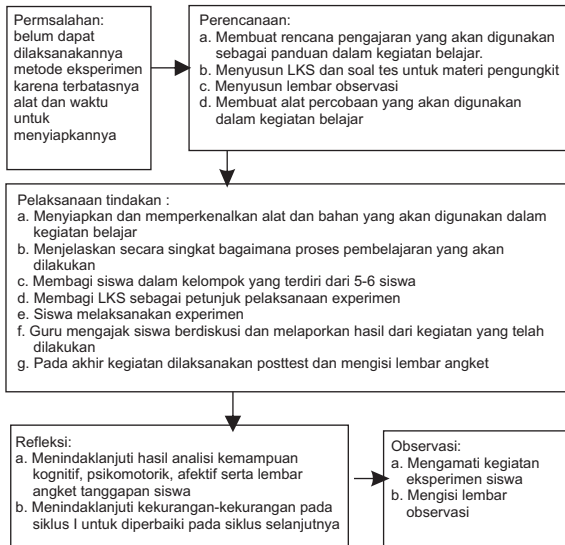 Permsalahan:
belum dapat
dilaksanakannya
metode eksperimen
karena terbatasnya
alat dan waktu
untuk
menyiapkannya
Perencanaan:
a. Membuat rencana pengajaran yang akan digunakan
sebagai panduan dalam kegiatan belajar.
b. Menyusun LKS dan soal tes untuk materi pengungkit
c. Menyusun lembar observasi
d. Membuat alat percobaan yang akan digunakan
dalam kegiatan belajar
Pelaksanaan tindakan :
a. Menyiapkan dan memperkenalkan alat dan bahan yang akan digunakan dalam
kegiatan belajar
b. Menjelaskan secara singkat bagaimana proses pembelajaran yang akan
dilakukan
c. Membagi siswa dalam kelompok yang terdiri dari 5-6 siswa
d. Membagi LKS sebagai petunjuk pelaksanaan experimen
e. Siswa melaksanakan experimen
f. Guru mengajak siswa berdiskusi dan melaporkan hasil dari kegiatan yang telah
dilakukan
g. Pada akhir kegiatan dilaksanakan posttest dan mengisi lembar angket
Refleksi:
a. Menindaklanjuti hasil analisi kemampuan
kognitif, psikomotorik, afektif serta lembar
angket tanggapan siswa
b. Menindaklanjuti kekurangan-kekurangan pada
siklus I untuk diperbaiki pada siklus selanjutnya
Observasi:
a. Mengamati kegiatan
eksperimen siswa
b. Mengisi lembar
observasi